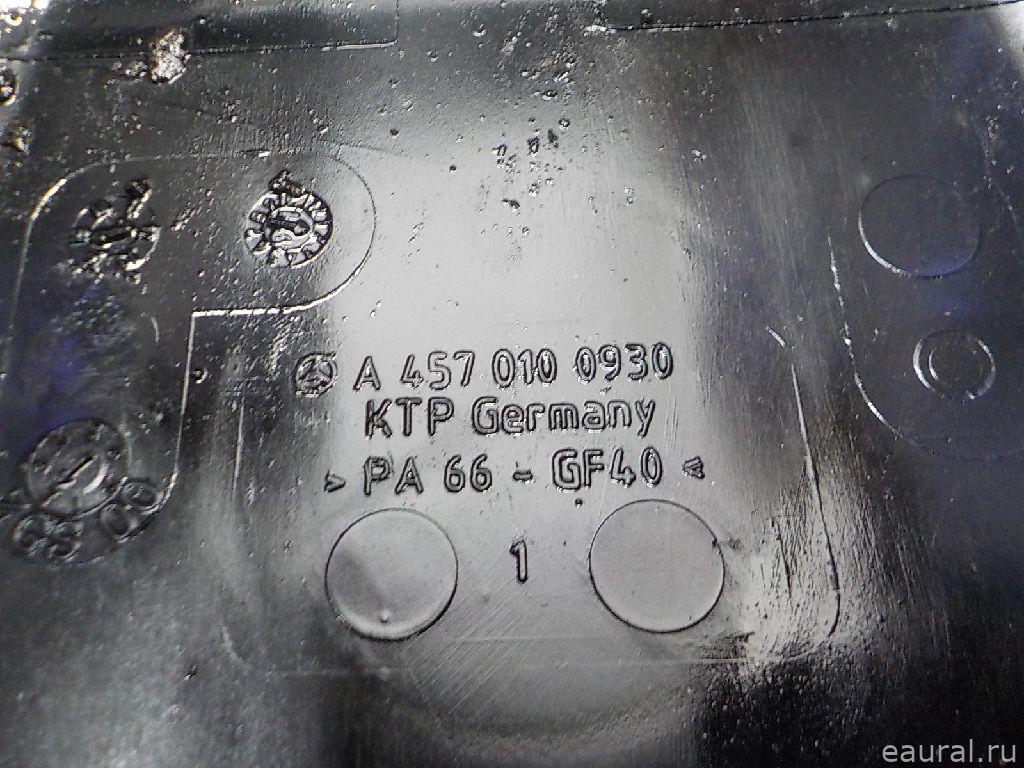 A 457 010 0930
KTP Germany
> PA 66 - GF40 <
1
eaural.ru